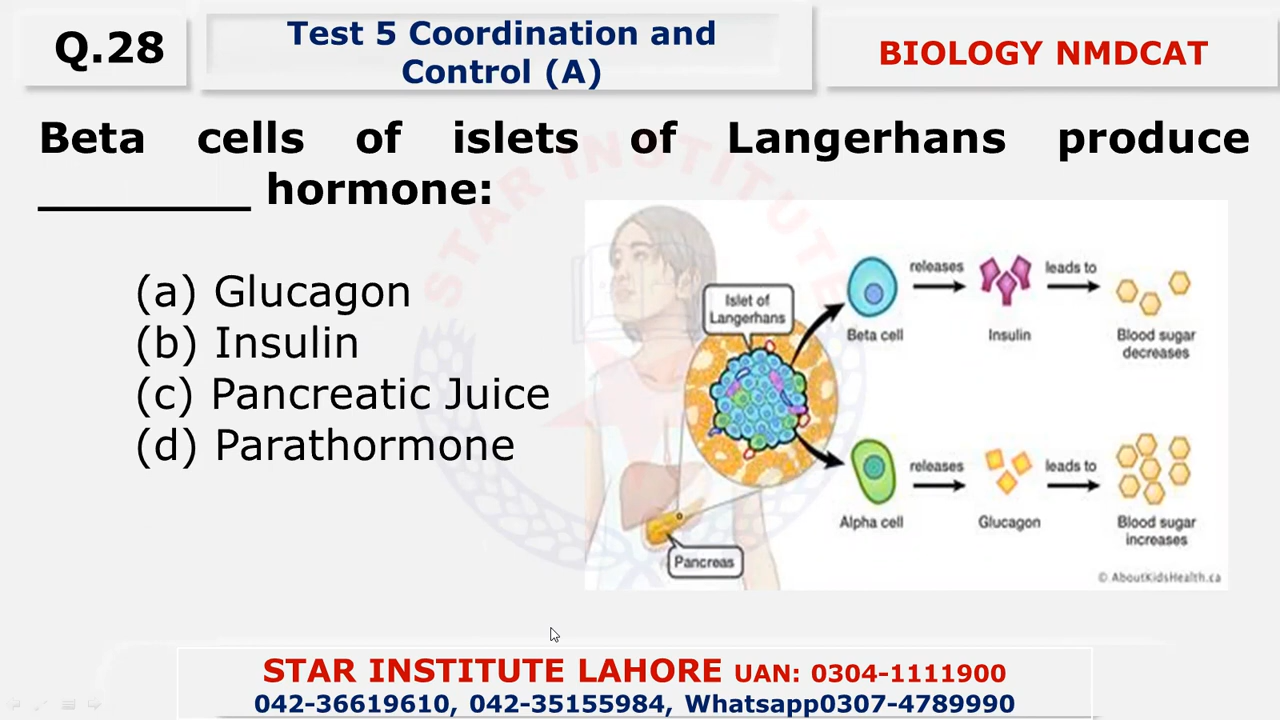 Q.28
Test 5 Coordination and
Control (A)
BIOLOGY NMDCAT
Beta cells of islets of Langerhans produce
__________ hormone:
(a) Glucagon
(b) Insulin
(c) Pancreatic Juice
(d) Parathormone
STAR INSTITUTE
Islet of
Langerhans
Beta cell
releases
Insulin
leads to
Blood sugar
decreases
Alpha cell
releases
Glucagon
leads to
Blood sugar
increases
Pancreas
© AboutKidsHealth.ca
STAR INSTITUTE LAHORE UAN: 0304-1111900
042-36619610, 042-35155984, Whatsapp0307-4789990